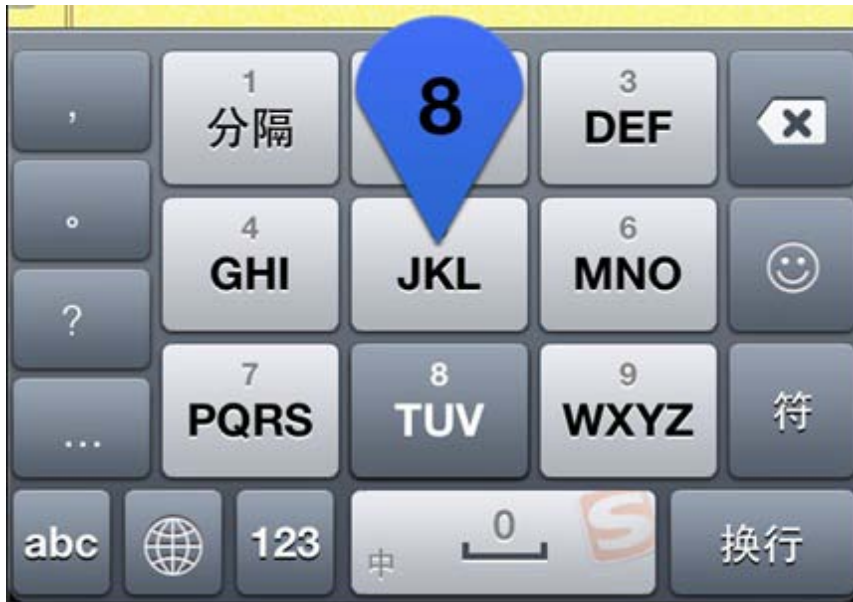 ,
1
分隔
8
3
DEF
。
4
GHI
JKL
6
MNO
?
7
PQRS
8
TUV
9
WXYZ
符
...
abc
123
中
0
S
换行